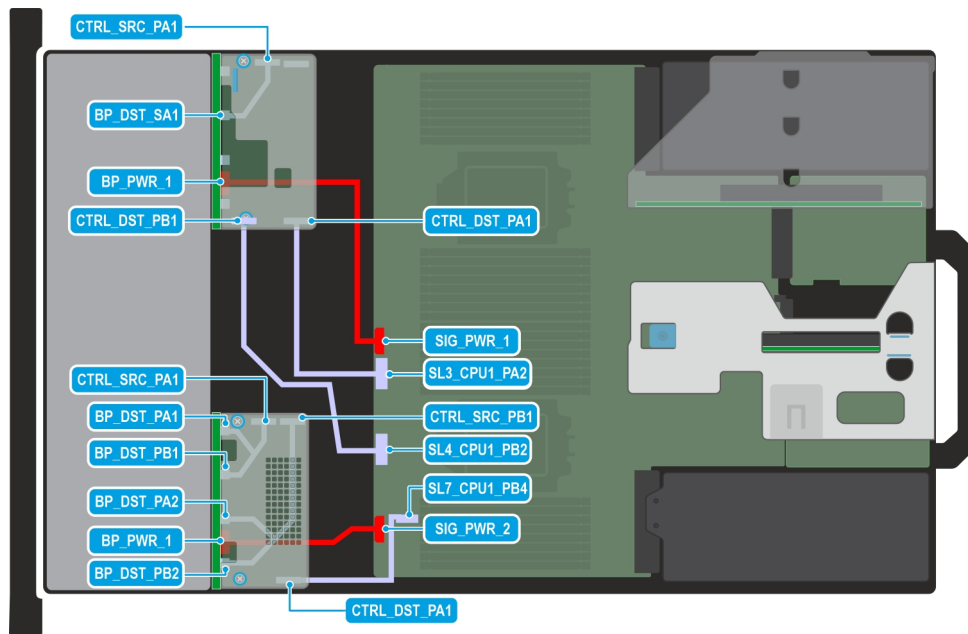 CTRL_SRC_PA1
BP_DST_SA1
BP_PWR_1
CTRL_DST_PB1
CTRL_DST_PA1
SIG_PWR_1
SL3_CPU1_PA2
CTRL_SRC_PA1
BP_DST_PA1
CTRL_SRC_PB1
BP_DST_PB1
SL4_CPU1_PB2
SL7_CPU1_PB4
BP_DST_PA2
SIG_PWR_2
BP_PWR_1
BP_DST_PB2
CTRL_DST_PA1